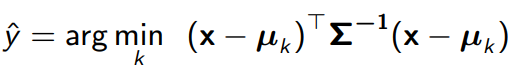 ŷ = arg min_k (x − μ_k)^⊤ Σ^{−1} (x − μ_k)